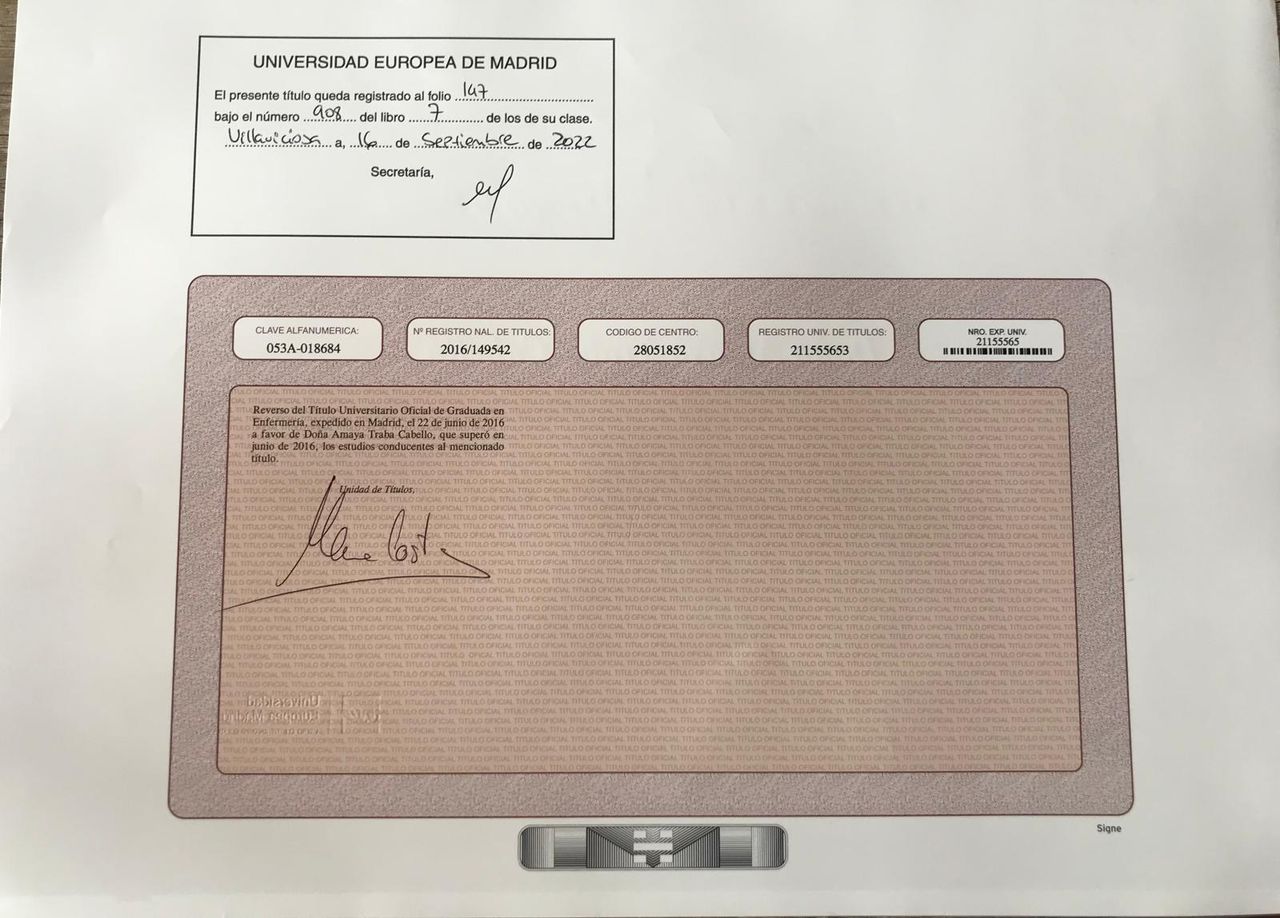 UNIVERSIDAD EUROPEA DE MADRID
El presente título queda registrado al folio 147
bajo el número 908 del libro 7 de los de su clase.
Villaviciosa a, 16 de Septiembre de 2022
Secretaría,
CLAVE ALFANUMERICA:
053A-018684
Nº REGISTRO NAL. DE TITULOS:
2016/149542
CODIGO DE CENTRO:
28051852
REGISTRO UNIV. DE TITULOS:
211555653
NRO. EXP. UNIV.
21155565
Reverso del Título Universitario Oficial de Graduada en
Enfermería, expedido en Madrid, el 22 de junio de 2016
a favor de Doña Amaya Traba Cabello, que superó en
junio de 2016, los estudios conducentes al mencionado
título.
Unidad de Títulos,
Universidad
Europea Madrid
Signe